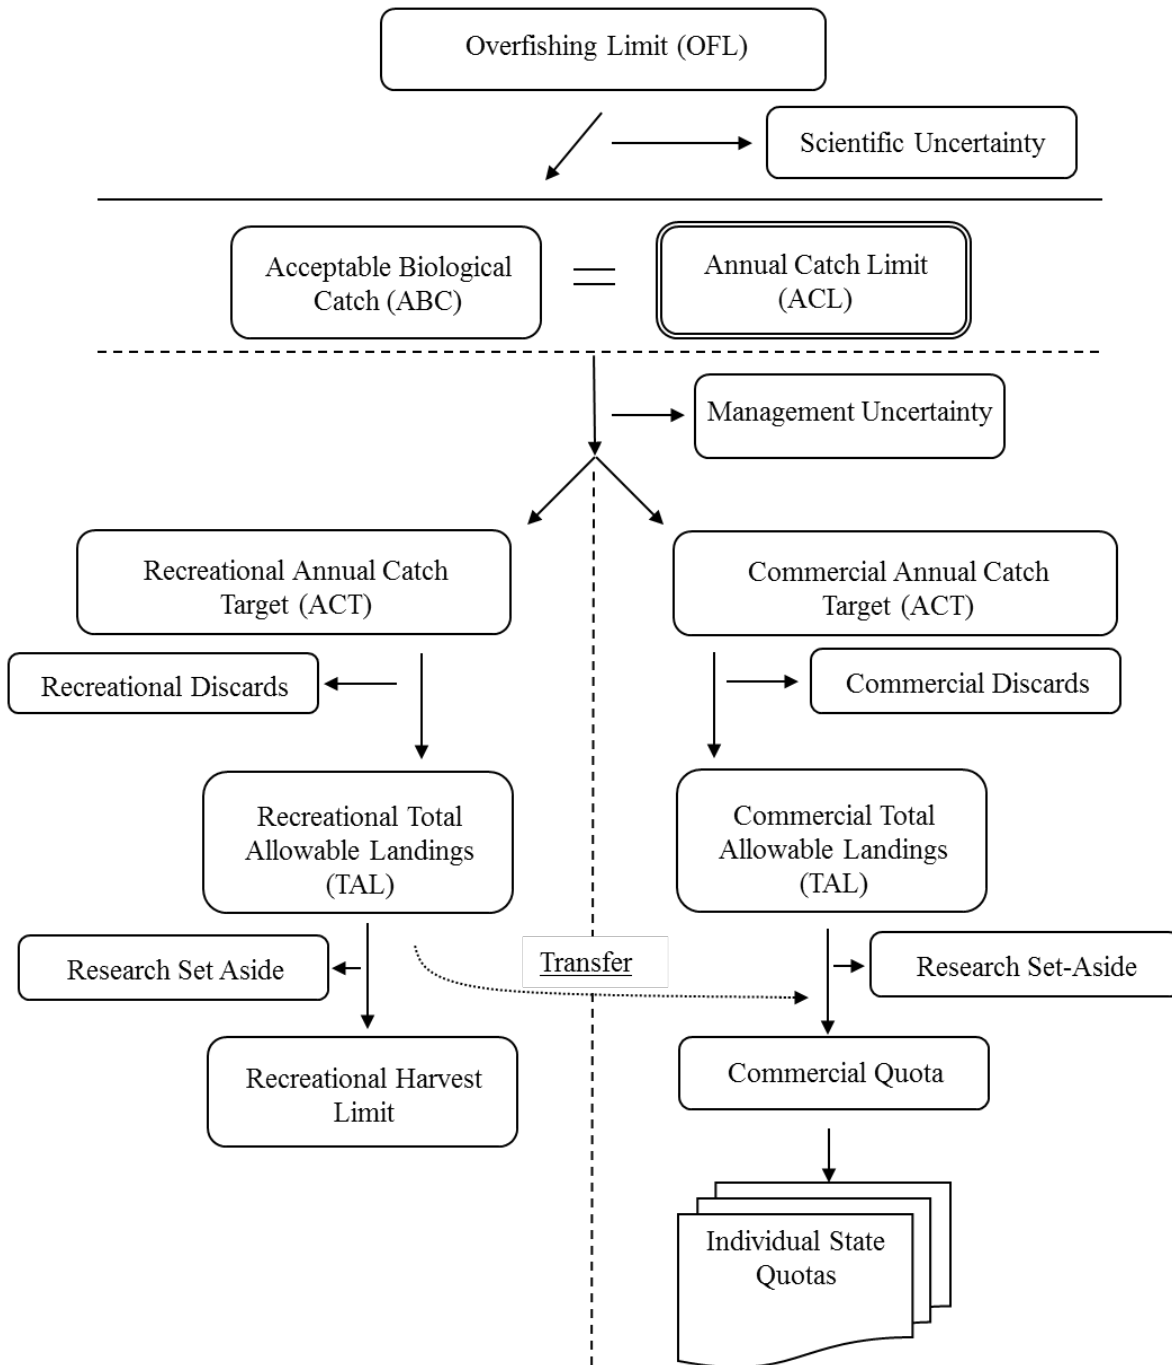 Overfishing Limit (OFL)
Scientific Uncertainty
Acceptable Biological
Catch (ABC)
=
Annual Catch Limit
(ACL)
Management Uncertainty
Recreational Annual Catch
Target (ACT)
Commercial Annual Catch
Target (ACT)
Recreational Discards
Commercial Discards
Recreational Total
Allowable Landings
(TAL)
Commercial Total
Allowable Landings
(TAL)
Research Set Aside
Transfer
Research Set-Aside
Recreational Harvest
Limit
Commercial Quota
Individual State
Quotas